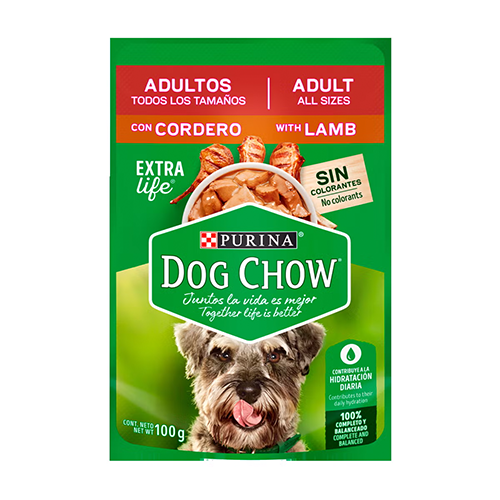 ADULTOS
TODOS LOS TAMAÑOS
ADULT
ALL SIZES
CON CORDERO
WITH LAMB
EXTRA
life®
SIN
COLORANTES
No colorants
PURINA®
DOG CHOW®
Juntos la vida es mejor
Together life is better
CONTRIBUYE A LA
HIDRATACIÓN
DIARIA
Contributes to their
daily hydration
100%
COMPLETO Y
BALANCEADO
COMPLETE AND
BALANCED
CONT. NETO
NET WT 100g